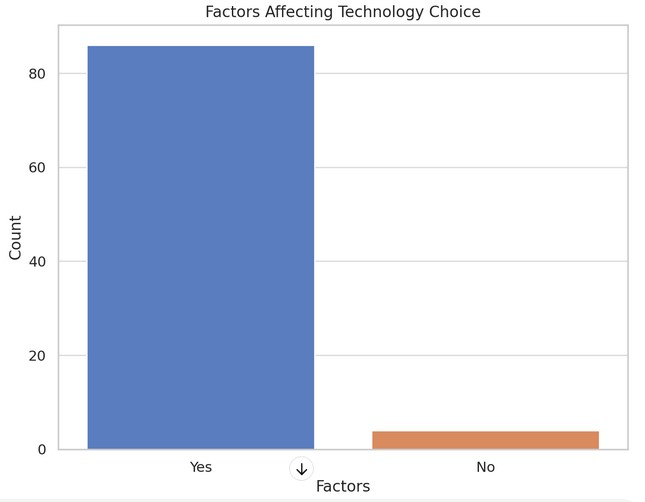 Factors Affecting Technology Choice
80
60
40
20
0
Count
Yes
No
Factors